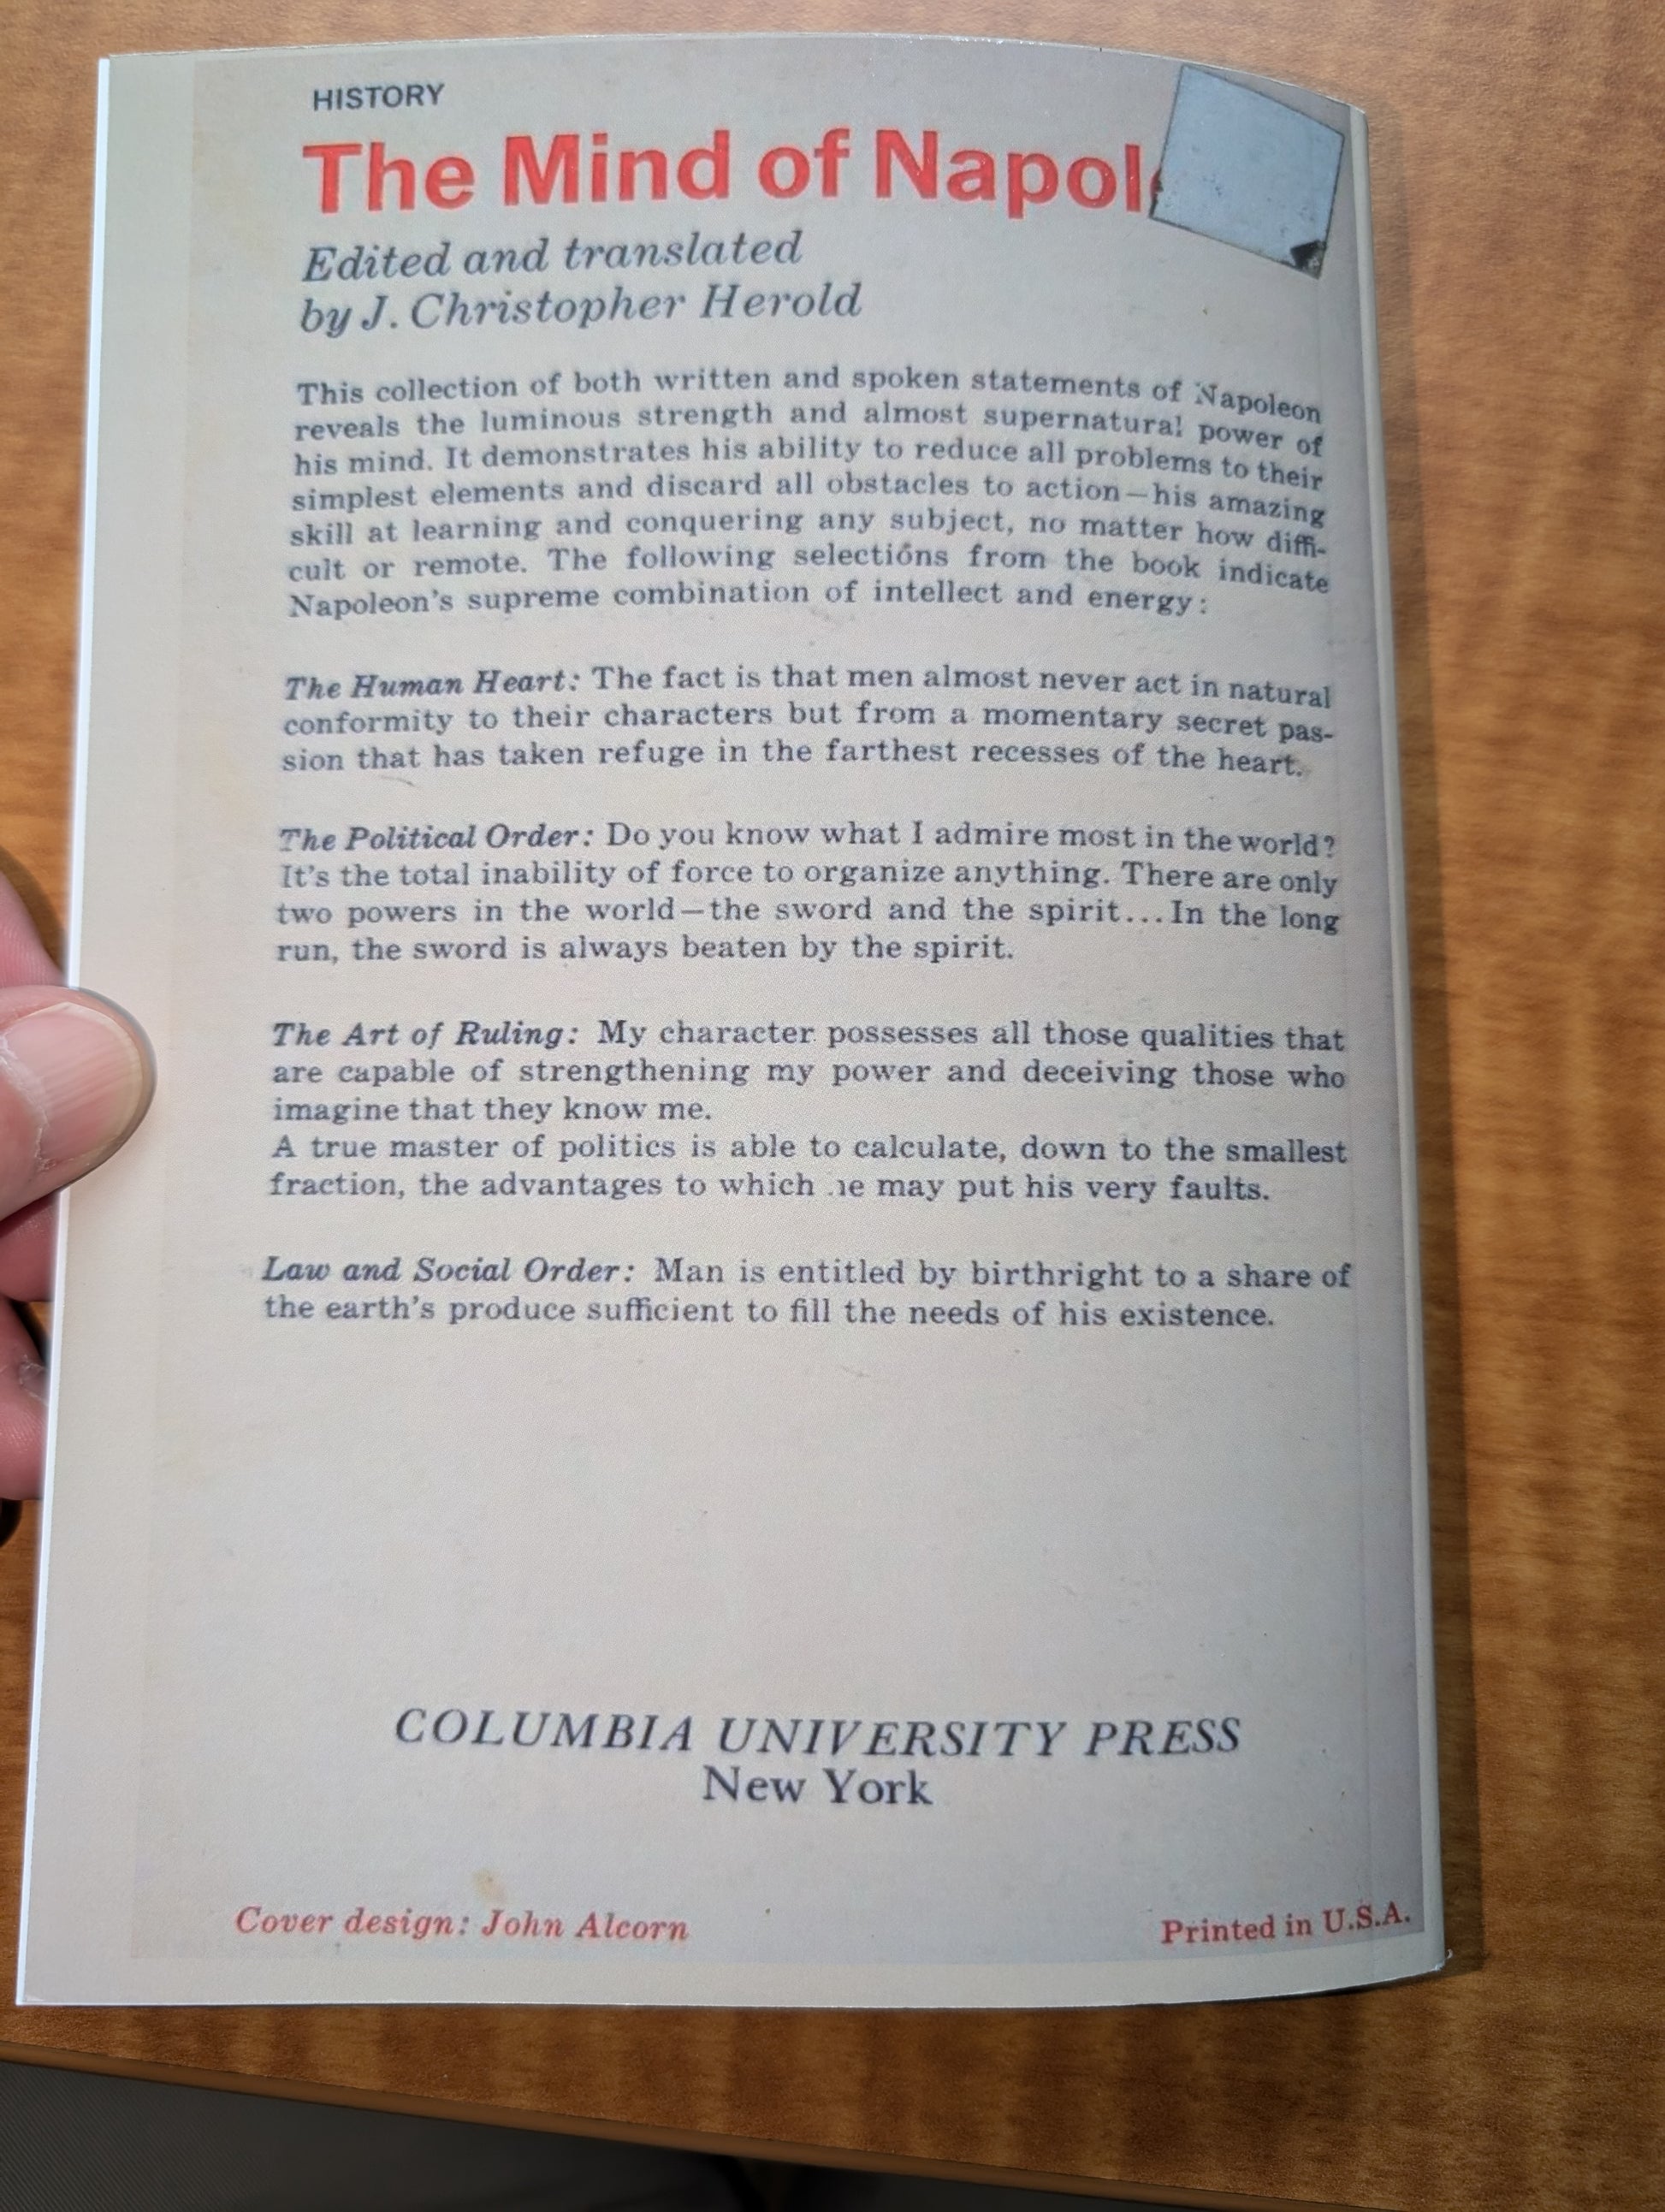 HISTORY
The Mind of Napol
Edited and translated
by J. Christopher Herold
This collection of both written and spoken statements of Napoleon
reveals the luminous strength and almost supernatural power of
his mind. It demonstrates his ability to reduce all problems to their
simplest elements and discard all obstacles to action—his amazing
skill at learning and conquering any subject, no matter how diffi-
cult or remote. The following selections from the book indicate
Napoleon's supreme combination of intellect and energy:
The Human Heart: The fact is that men almost never act in natural
conformity to their characters but from a momentary secret pas-
sion that has taken refuge in the farthest recesses of the heart.
The Political Order: Do you know what I admire most in the world?
It's the total inability of force to organize anything. There are only
two powers in the world—the sword and the spirit...In the long
run, the sword is always beaten by the spirit.
The Art of Ruling: My character possesses all those qualities that
are capable of strengthening my power and deceiving those who
imagine that they know me.
A true master of politics is able to calculate, down to the smallest
fraction, the advantages to which he may put his very faults.
Law and Social Order: Man is entitled by birthright to a share of
the earth's produce sufficient to fill the needs of his existence.
COLUMBIA UNIVERSITY PRESS
New York
Cover design: John Alcorn
Printed in U.S.A.